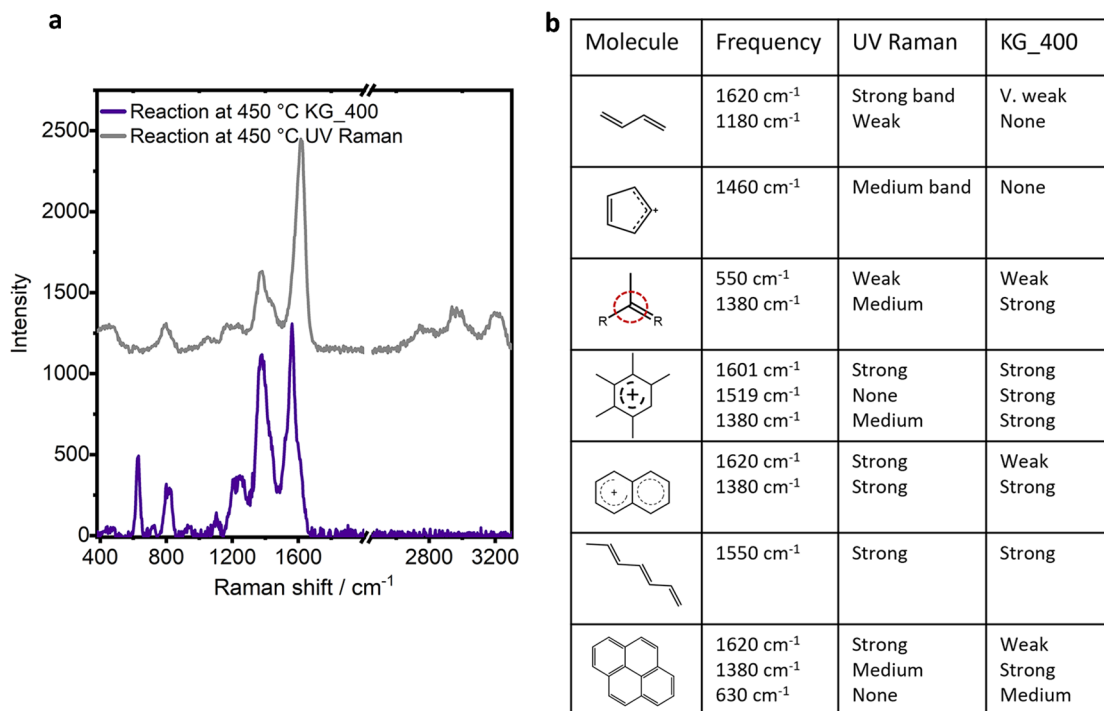 a
Reaction at 450 °C KG_400
Reaction at 450 °C UV Raman
2500
2000
1500
1000
500
0
Intensity
400 800 1200 1600 2800 3200
Raman shift / cm-1
b
Molecule Frequency UV Raman KG_400
1620 cm-1 Strong band V. weak
1180 cm-1 Weak None
1460 cm-1 Medium band None
+
550 cm-1 Weak Weak
1380 cm-1 Medium Strong
R R
1601 cm-1 Strong Strong
1519 cm-1 None Strong
1380 cm-1 Medium Strong
+
1620 cm-1 Strong Weak
1380 cm-1 Strong Strong
+
1550 cm-1 Strong Strong
1620 cm-1 Strong Weak
1380 cm-1 Medium Strong
630 cm-1 None Medium